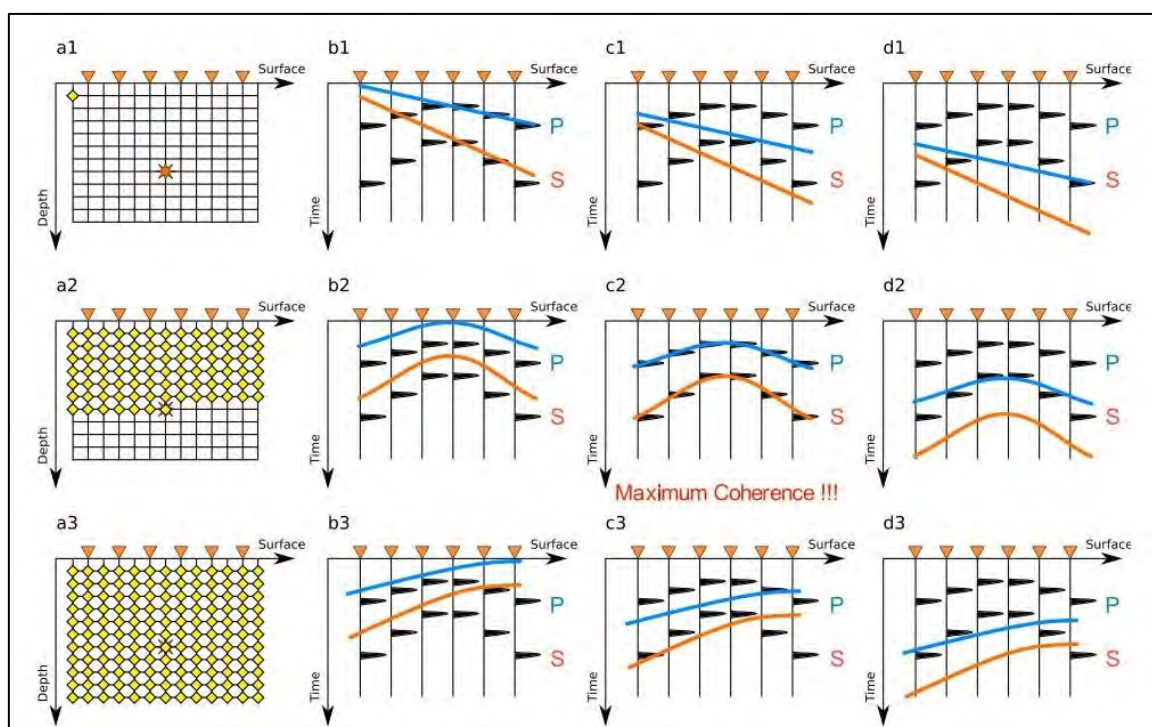 a1
Surface
Depth
b1
Surface
Time
P
S
c1
Surface
Time
P
S
d1
Surface
Time
P
S
a2
Surface
Depth
b2
Surface
Time
P
S
c2
Surface
Time
P
S
Maximum Coherence !!!
d2
Surface
Time
P
S
a3
Surface
Depth
b3
Surface
Time
P
S
c3
Surface
Time
P
S
d3
Surface
Time
P
S